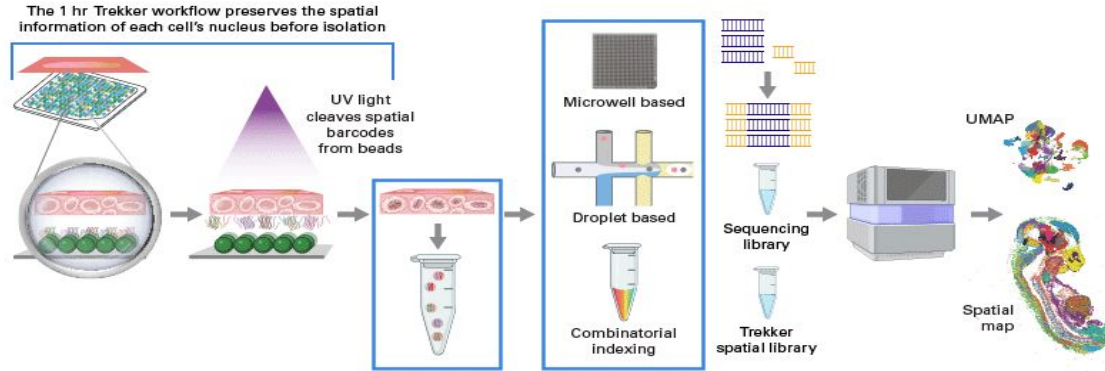 The 1 hr Trekker workflow preserves the spatial
information of each cell's nucleus before isolation
UV light
cleaves spatial
barcodes
from beads
Microwell based
Droplet based
Combinatorial
indexing
Sequencing
library
Trekker
spatial library
UMAP
Spatial
map